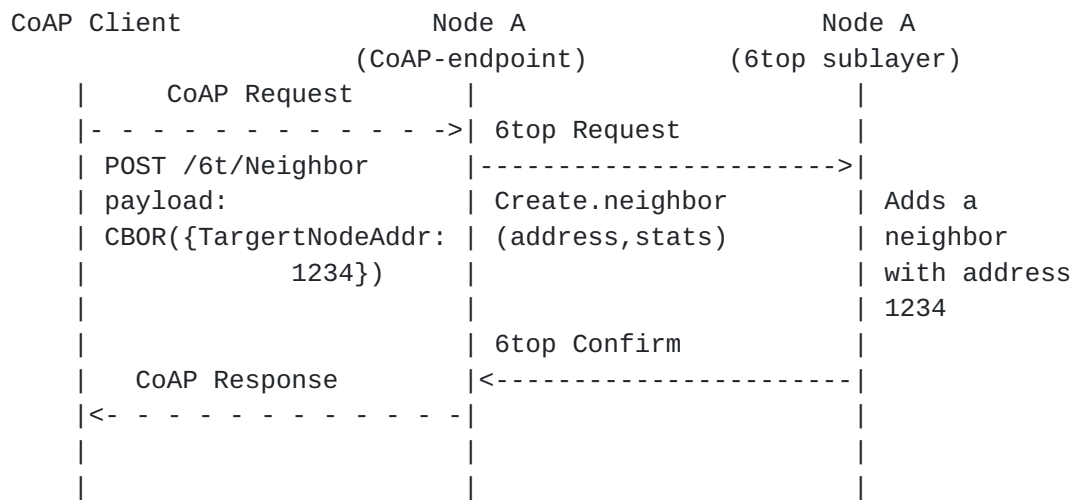 CoAP Client                Node A                   Node A
                      (CoAP-endpoint)         (6top sublayer)
    |     CoAP Request       |                        |
    |- - - - - - - - - - - ->| 6top Request           |
    | POST /6t/Neighbor      |----------------------->|
    | payload:               | Create.neighbor        | Adds a
    | CBOR({TargertNodeAddr: | (address,stats)        | neighbor
    |             1234})     |                        | with address
    |                        |                        | 1234
    |                        | 6top Confirm           |
    |   CoAP Response        |<-----------------------|
    |<- - - - - - - - - - - -|                        |
    |                        |                        |
    |                        |                        |